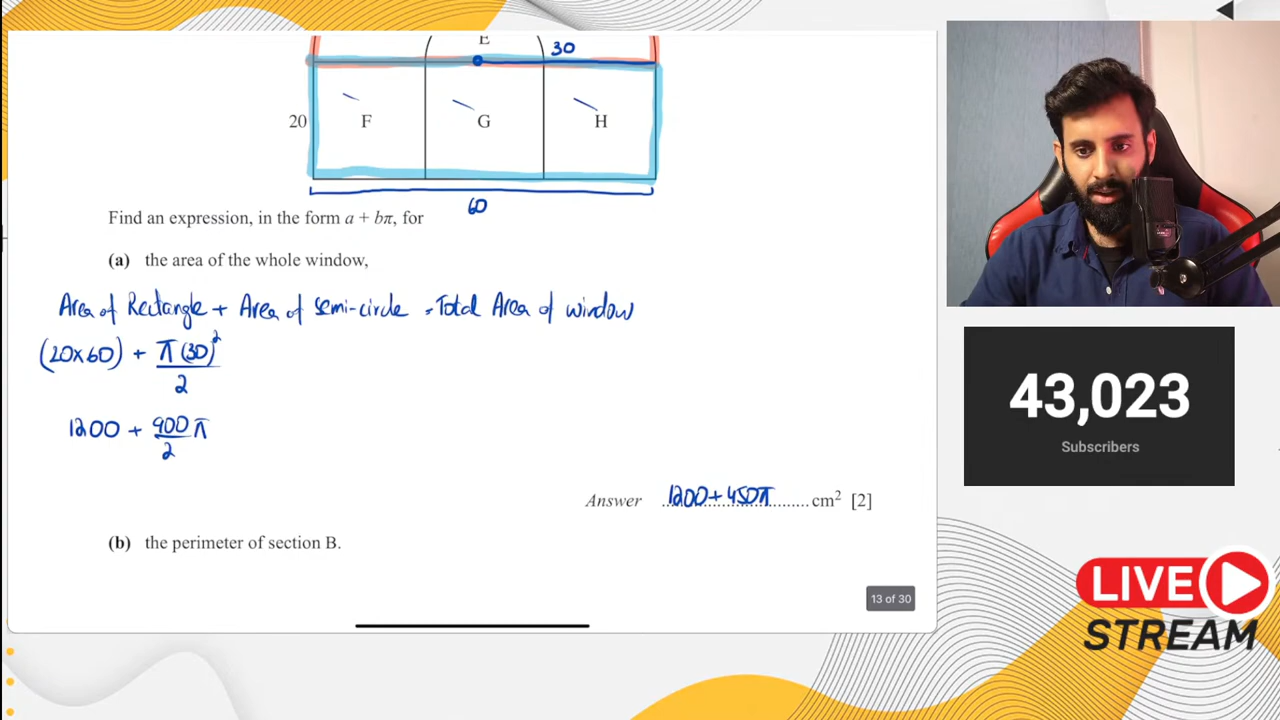 E
30
20
F
G
H
60
Find an expression, in the form a + bπ, for
(a) the area of the whole window,
Area of Rectangle + Area of semi-circle = Total Area of window
(20×60) + π(30)²
2
1200 + 900 π
2
Answer 1200+450π cm² [2]
(b) the perimeter of section B.
13 of 30
43,023
Subscribers
LIVE
STREAM